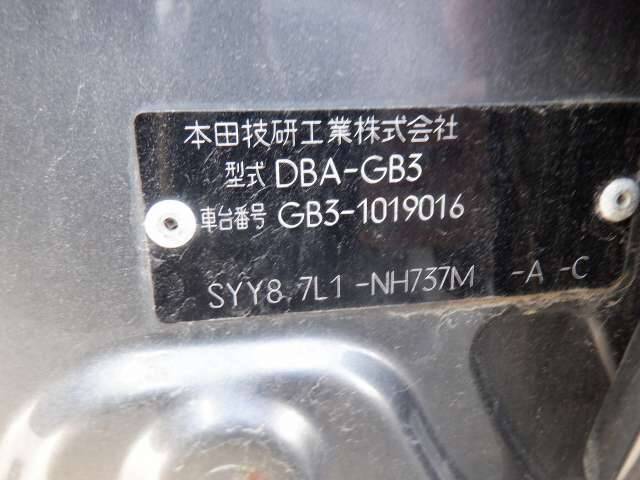 本田技研工業株式会社
型式 DBA-GB3
車台番号 GB3-1019016
SYY8 7L1 -NH737M -A -C